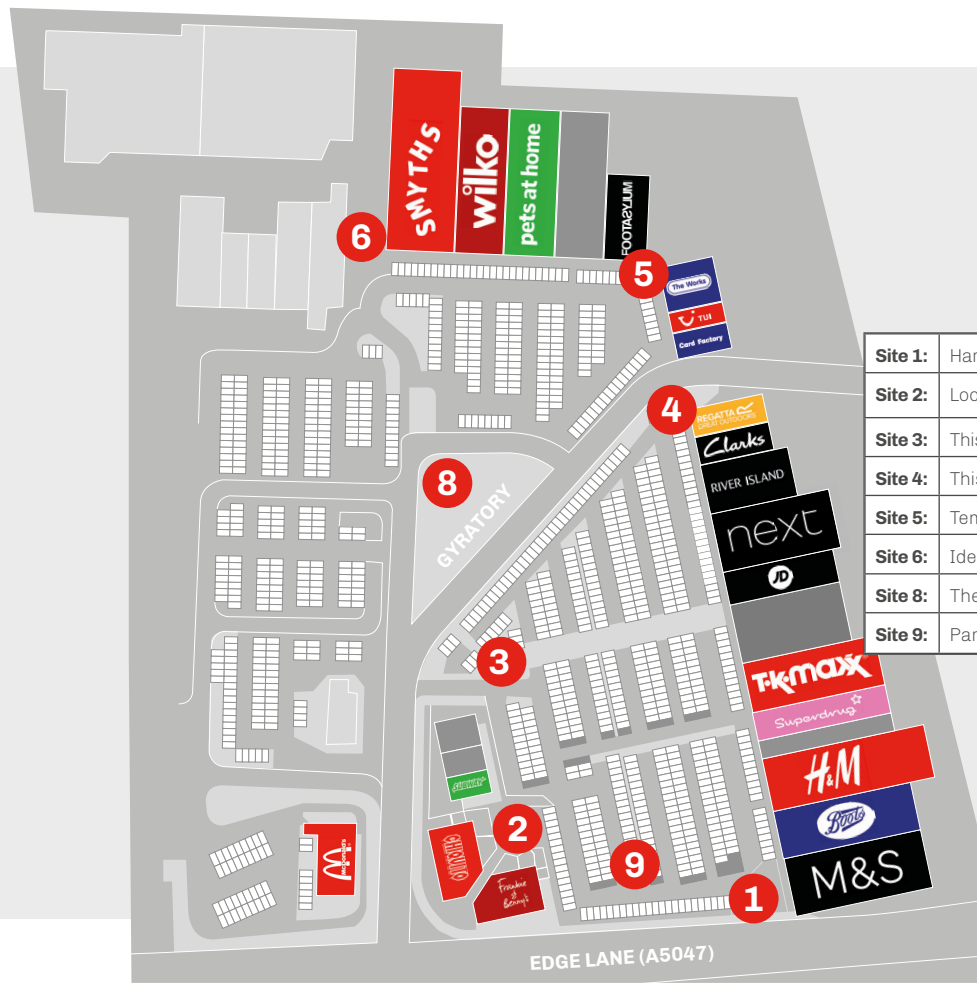 SMYTHS
wilko
pets at home
FOOTASYLUM
6
5
The Works
TUI
Card Factory
4
REGATTA
GREAT OUTDOORS
Clarks
RIVER ISLAND
next
JD
8
GYRATORY
3
T·K·maxx
Superdrug
H&M
Boots
M&S
SUBWAY
2
CHIQUITO
Frankie
&
Benny's
McDonald's
9
1
EDGE LANE (A5047)
Site 1: Har
Site 2: Loc
Site 3: This
Site 4: This
Site 5: Ten
Site 6: Ide
Site 8: The
Site 9: Par